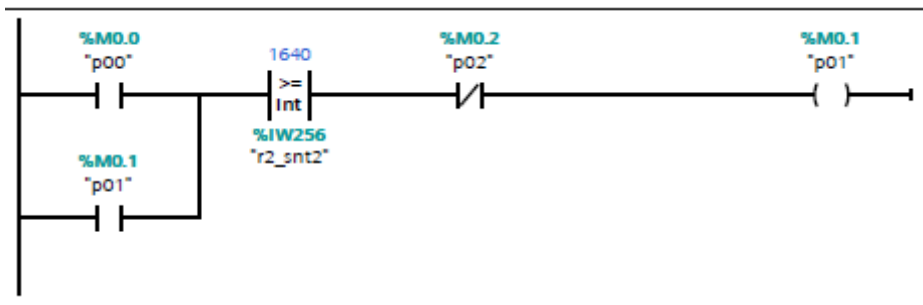 %M0.0
"p00"
1640
>=
Int
%IW256
"r2_snt2"
%M0.2
"p02"
%M0.1
"p01"
%M0.1
"p01"